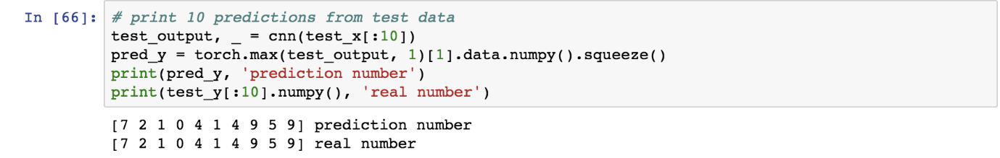 In [66]: # print 10 predictions from test data
test_output, _ = cnn(test_x[:10])
pred_y = torch.max(test_output, 1)[1].data.numpy().squeeze()
print(pred_y, 'prediction number')
print(test_y[:10].numpy(), 'real number')
[7 2 1 0 4 1 4 9 5 9] prediction number
[7 2 1 0 4 1 4 9 5 9] real number